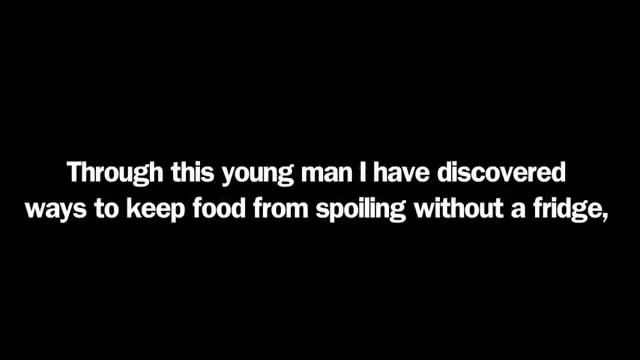 Through this young man I have discovered
ways to keep food from spoiling without a fridge,